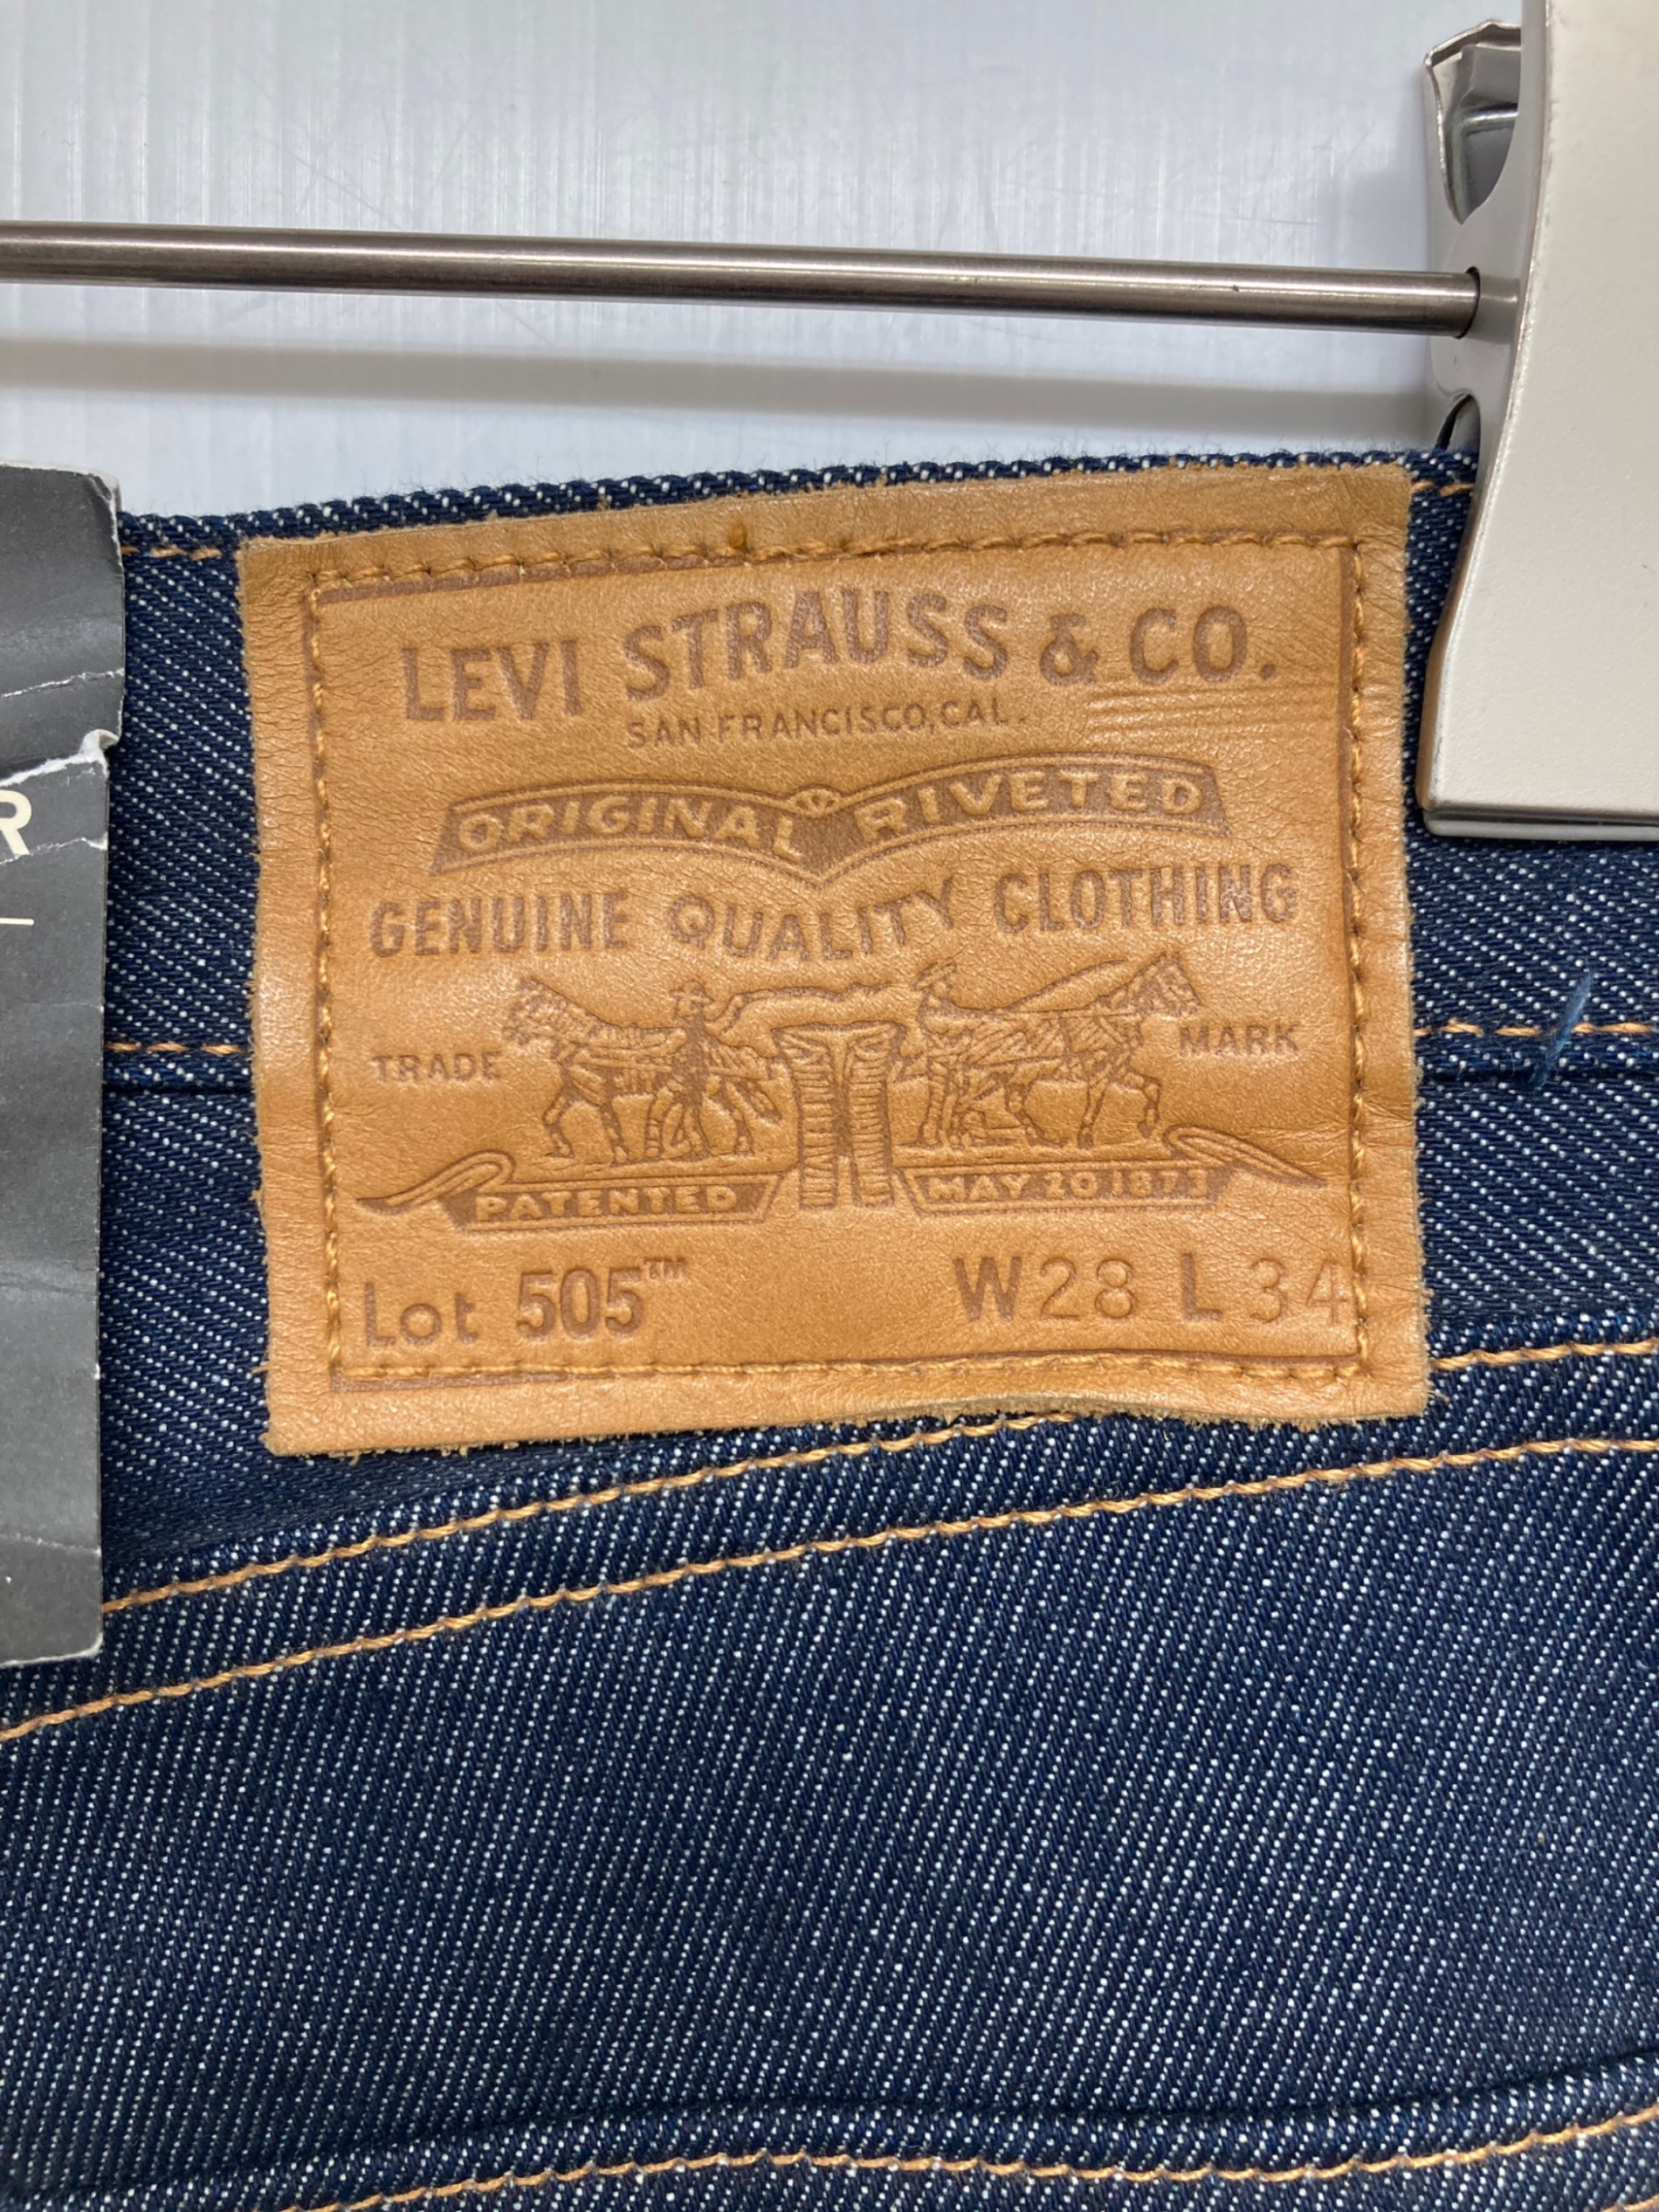 LEVI STRAUSS & CO.
SAN FRANCISCO, CAL.
ORIGINAL RIVETED
GENUINE QUALITY CLOTHING
TRADE MARK
PATENTED MAY 20 1873
Lot 505™ W28 L34
R